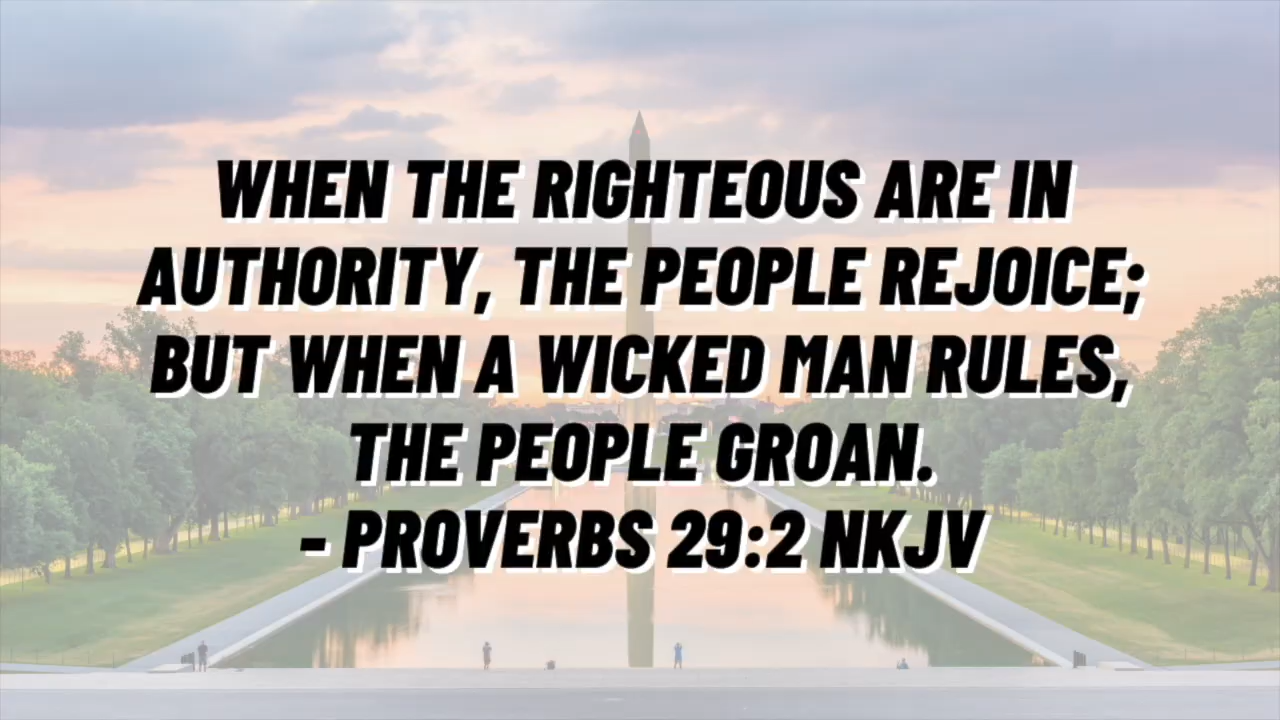 WHEN THE RIGHTEOUS ARE IN
AUTHORITY, THE PEOPLE REJOICE;
BUT WHEN A WICKED MAN RULES,
THE PEOPLE GROAN.
- PROVERBS 29:2 NKJV